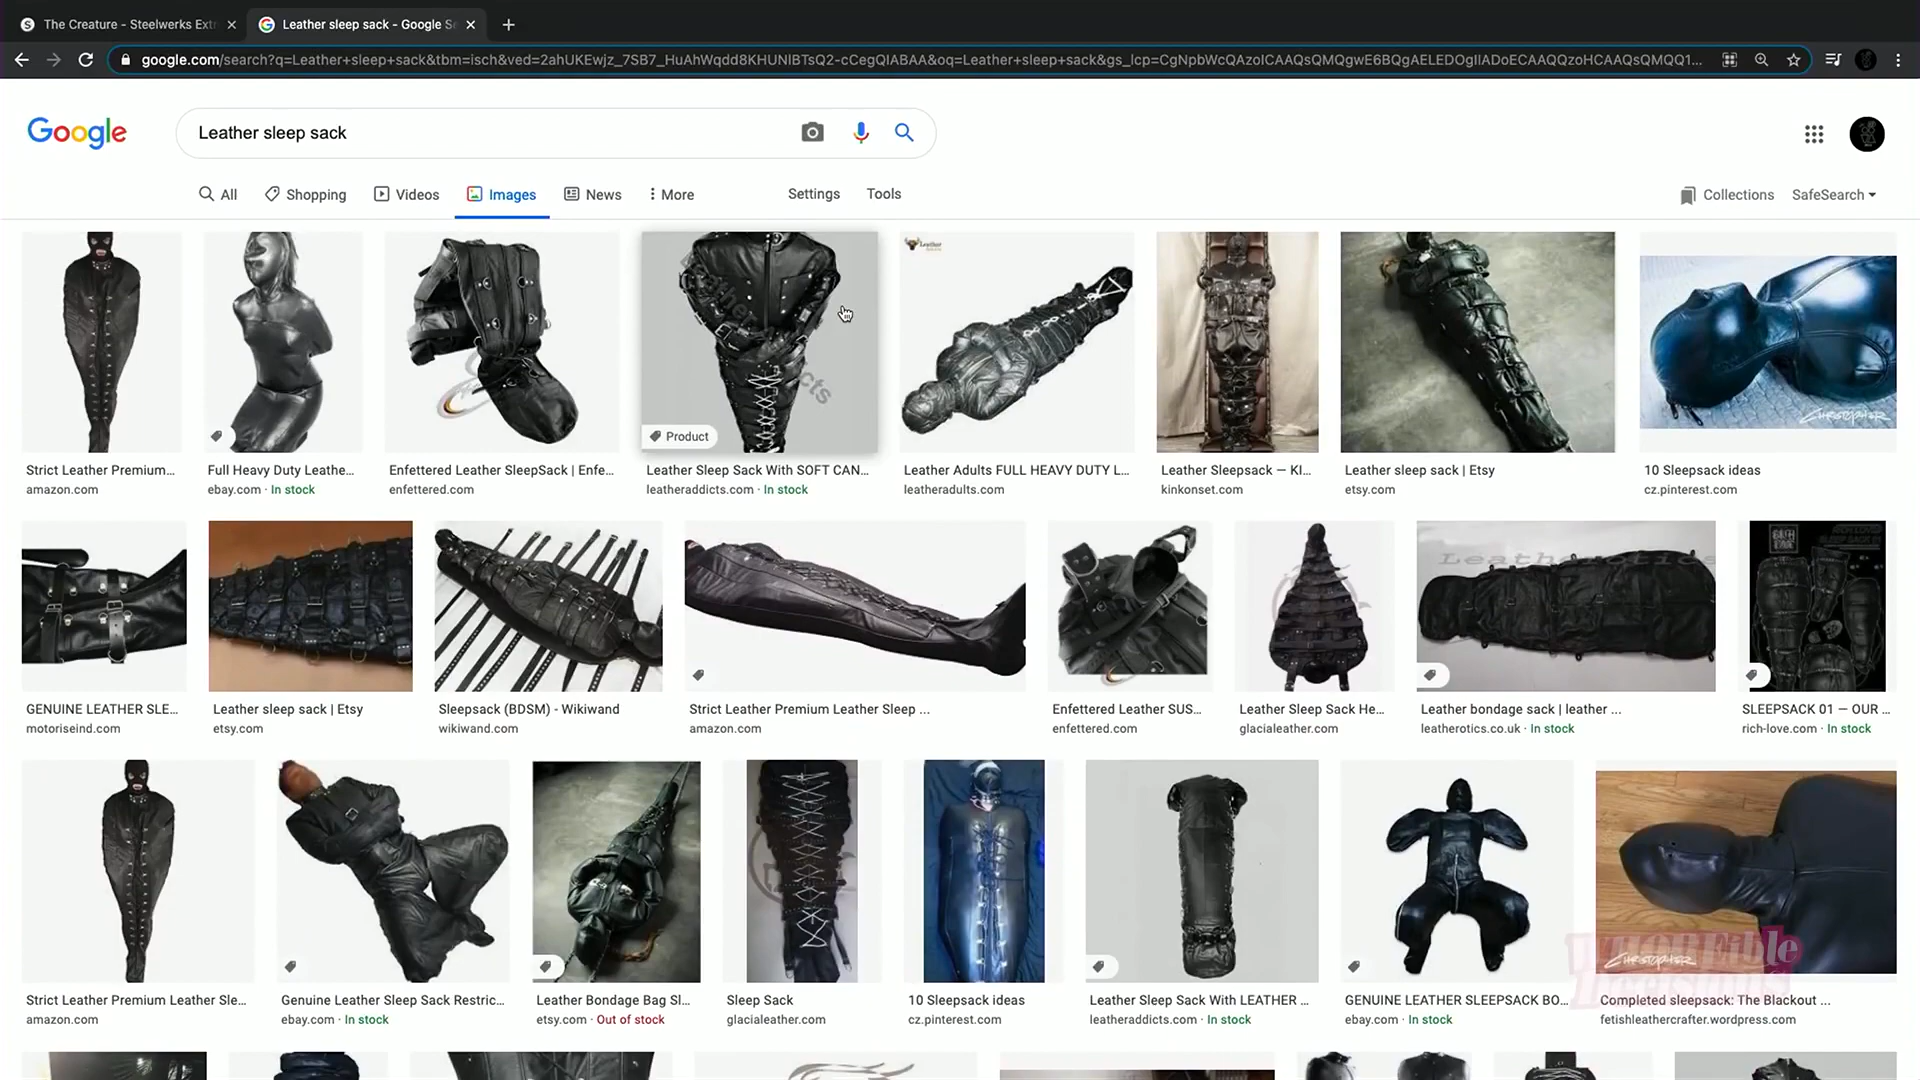 The Creature - Steelwerks Ext
Leather sleep sack - Google S
google.com/search?q=Leather+sleep+sack&tbm=isch&ved=2ahUKEwjz_7SB7_HuAhWqdd8KHUNIBTsQ2-cCegQIABAA&oq=Leather+sleep+sack&gs_lcp=CgNpbWcQAzoICAAQsQMQgwE6BQgAELEDOgIIADoECAAQQzoHCAAQsQMQQ1...
Google
Leather sleep sack
All
Shopping
Videos
Images
News
More
Settings
Tools
Collections
SafeSearch
Product
Leather
CHRISTOPHER
Strict Leather Premium...
amazon.com
Full Heavy Duty Leathe...
ebay.com · In stock
Enfettered Leather SleepSack | Enfe...
enfettered.com
Leather Sleep Sack With SOFT CAN...
leatheraddicts.com · In stock
Leather Adults FULL HEAVY DUTY L...
leatheradults.com
Leather Sleepsack — KI...
kinkonset.com
Leather sleep sack | Etsy
etsy.com
10 Sleepsack ideas
cz.pinterest.com
Leatherotics
GENUINE LEATHER SLE...
motoriseind.com
Leather sleep sack | Etsy
etsy.com
Sleepsack (BDSM) - Wikiwand
wikiwand.com
Strict Leather Premium Leather Sleep ...
amazon.com
Enfettered Leather SUS...
enfettered.com
Leather Sleep Sack He...
glacialeather.com
Leather bondage sack | leather ...
leatherotics.co.uk · In stock
SLEEPSACK 01 — OUR ...
rich-love.com · In stock
CHRISTOPHER
Strict Leather Premium Leather Sle...
amazon.com
Genuine Leather Sleep Sack Restric...
ebay.com · In stock
Leather Bondage Bag Sl...
etsy.com · Out of stock
Sleep Sack
glacialeather.com
10 Sleepsack ideas
cz.pinterest.com
Leather Sleep Sack With LEATHER ...
leatheraddicts.com · In stock
GENUINE LEATHER SLEEPSACK BO...
ebay.com · In stock
Completed sleepsack: The Blackout ...
fetishleathercrafter.wordpress.com